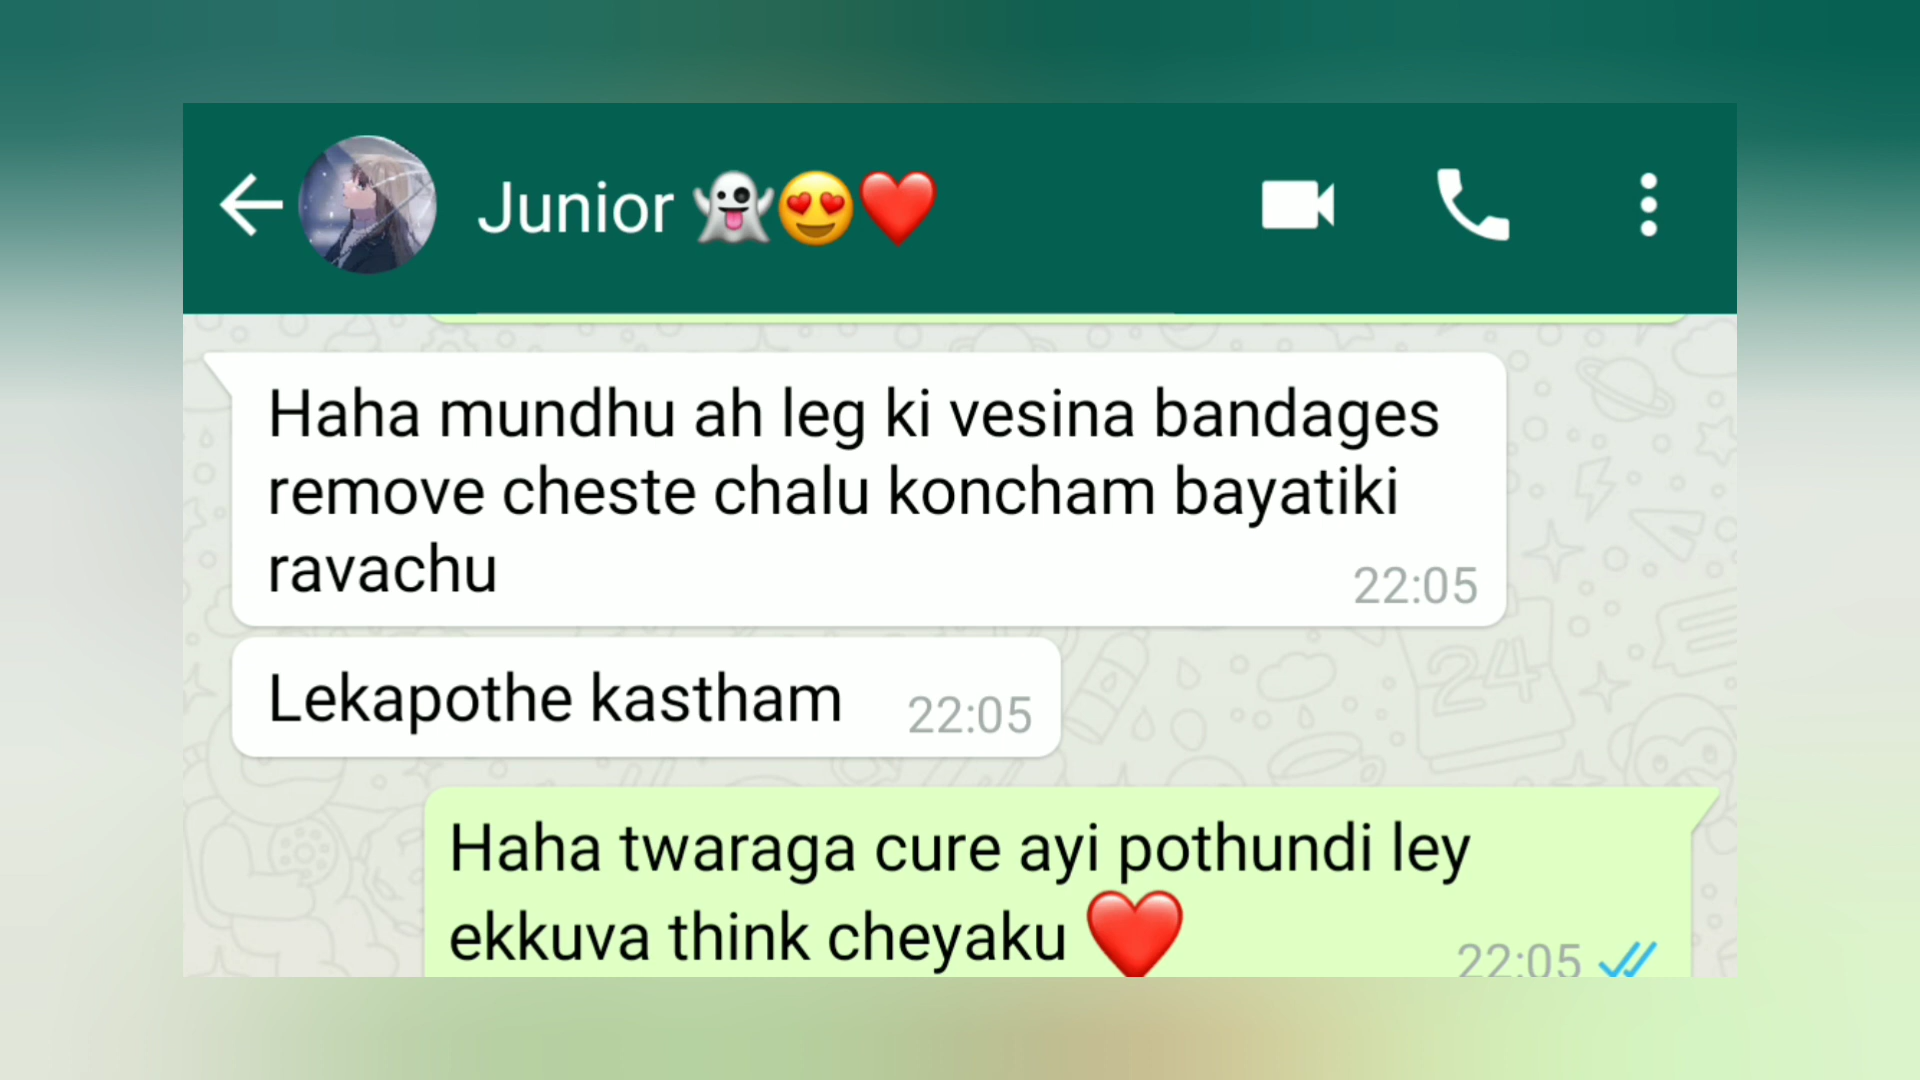 Junior 👻😍❤️
Haha mundhu ah leg ki vesina bandages
remove cheste chalu koncham bayatiki
ravachu
22:05
Lekapothe kastham
22:05
Haha twaraga cure ayi pothundi ley
ekkuva think cheyaku ❤️
22:05